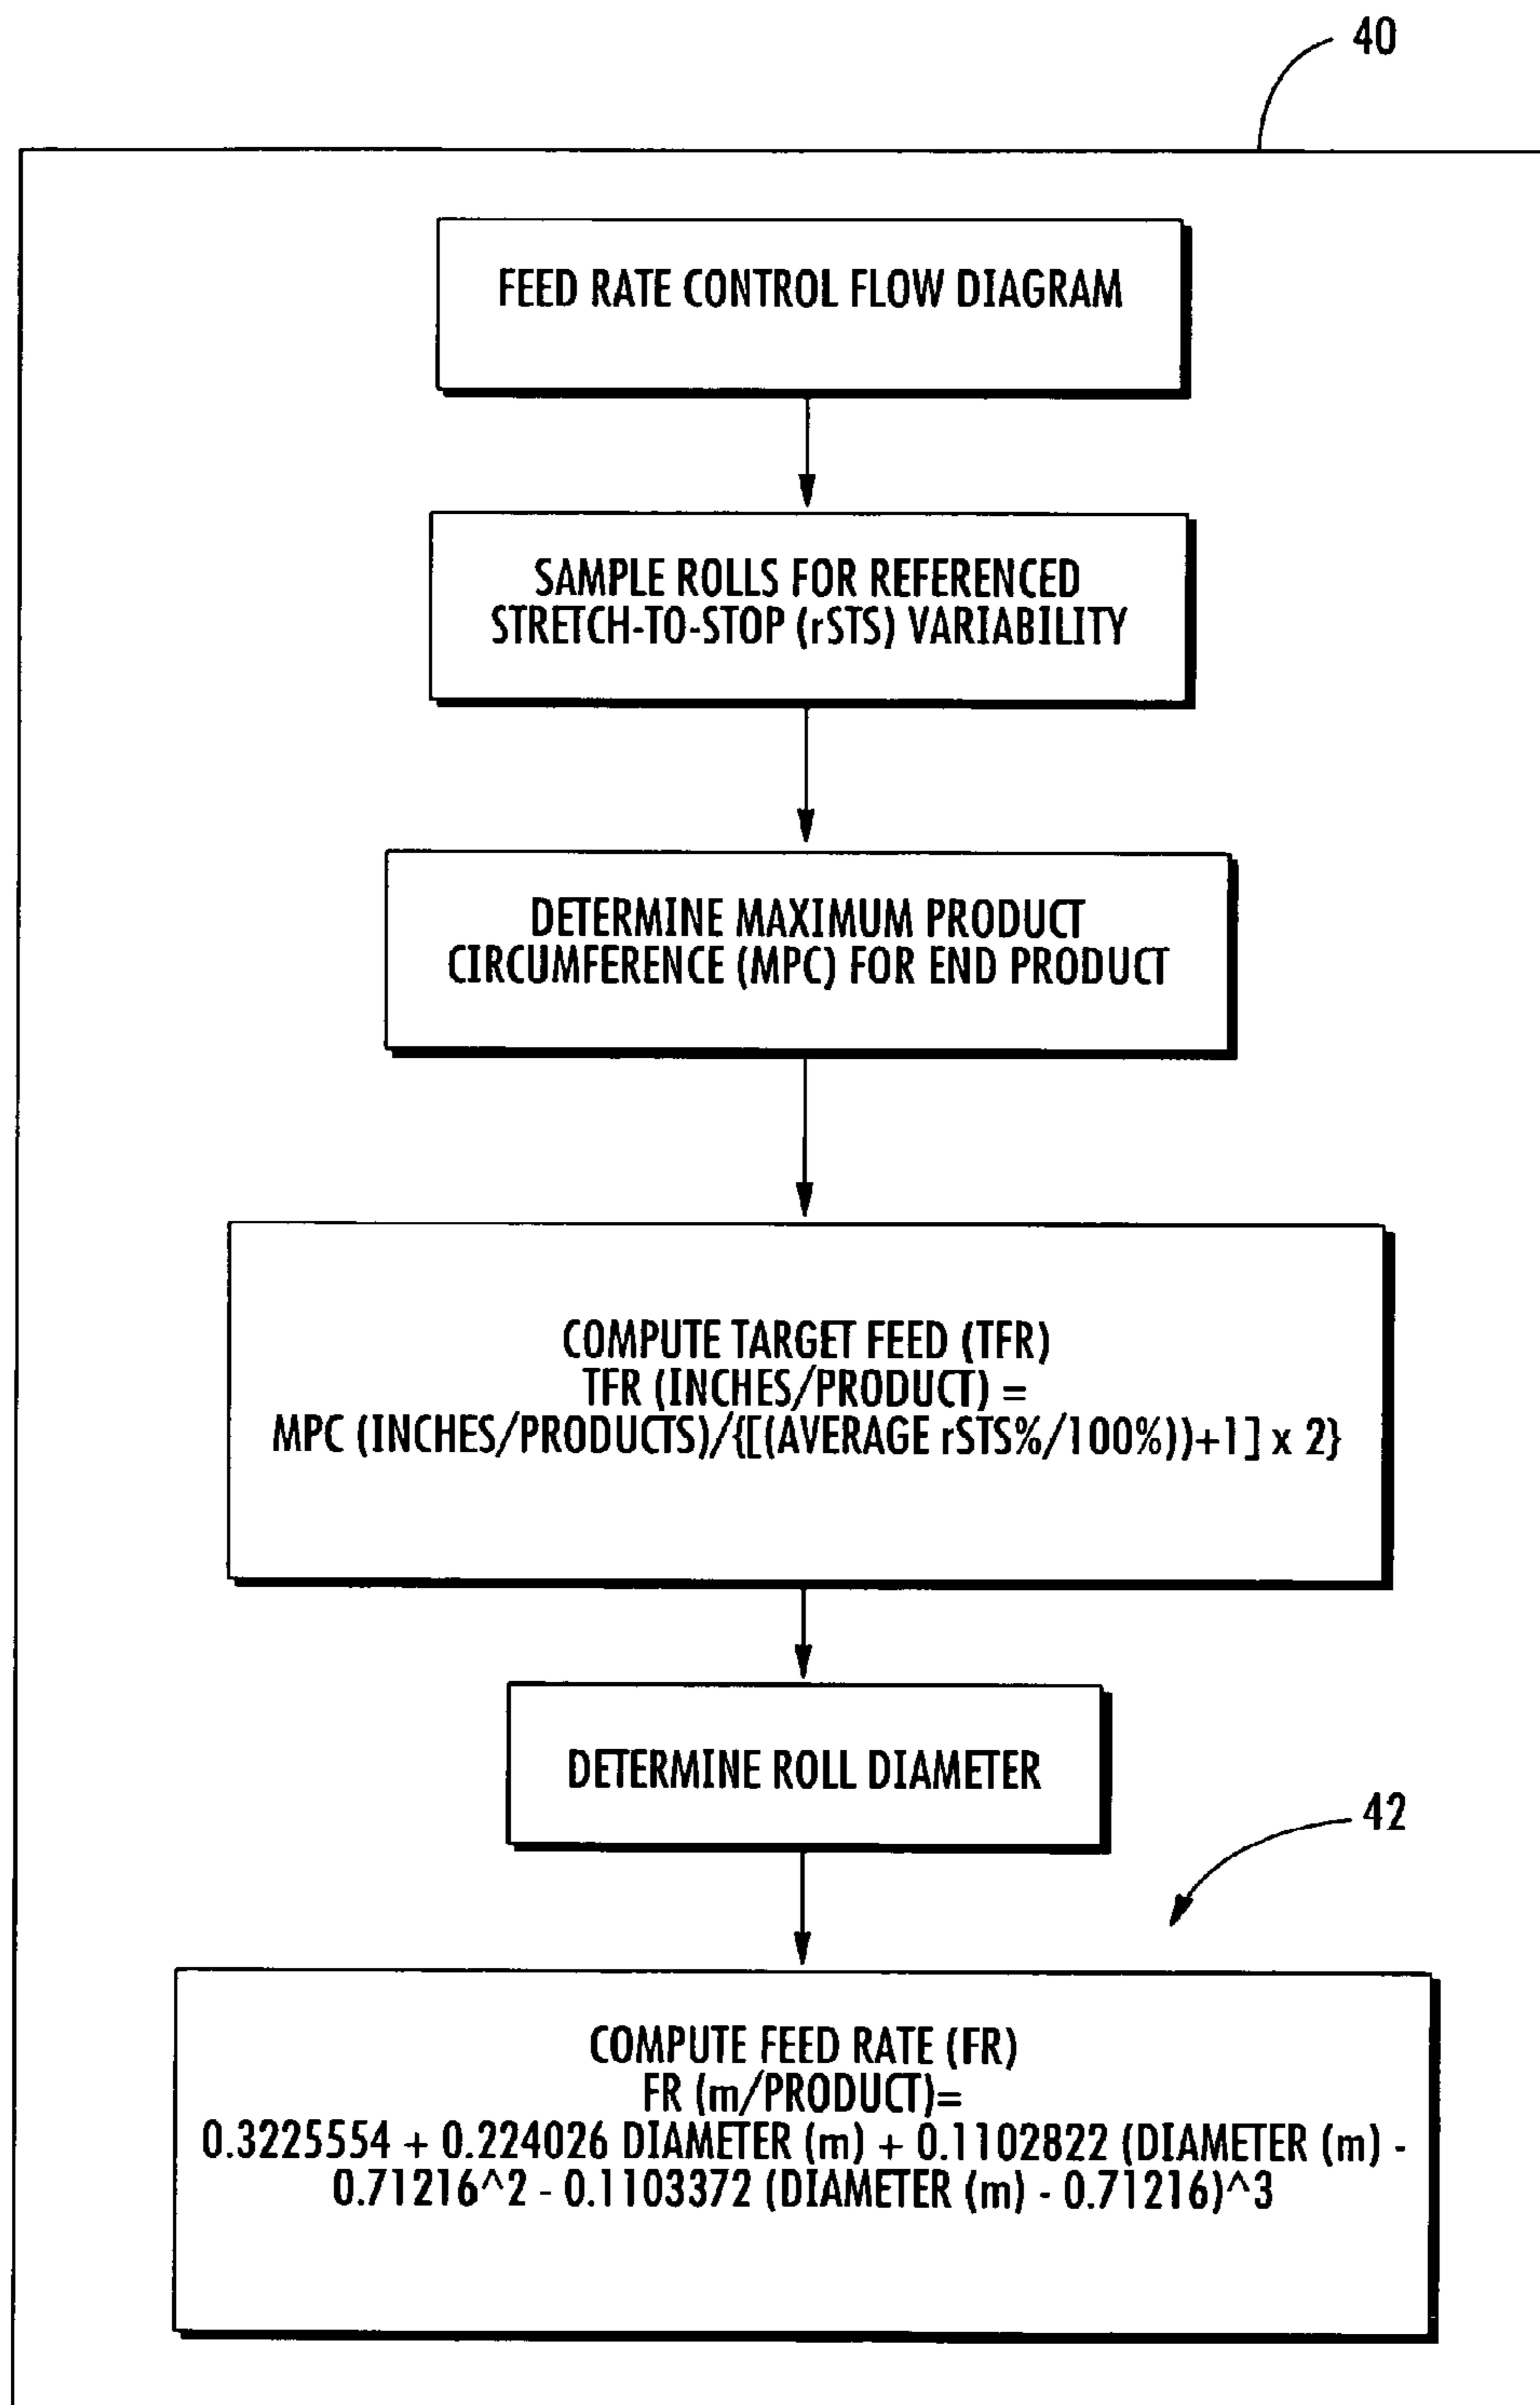 40
FEED RATE CONTROL FLOW DIAGRAM
SAMPLE ROLLS FOR REFERENCED
STRETCH-TO-STOP (rSTS) VARIABILITY
DETERMINE MAXIMUM PRODUCT
CIRCUMFERENCE (MPC) FOR END PRODUCT
COMPUTE TARGET FEED (TFR)
TFR (INCHES/PRODUCT) =
MPC (INCHES/PRODUCTS)/{[(AVERAGE rSTS%/100%))+1] x 2}
DETERMINE ROLL DIAMETER
42
COMPUTE FEED RATE (FR)
FR (m/PRODUCT)=
0.3225554 + 0.224026 DIAMETER (m) + 0.1102822 (DIAMETER (m) -
0.71216^2 - 0.1103372 (DIAMETER (m) - 0.71216)^3